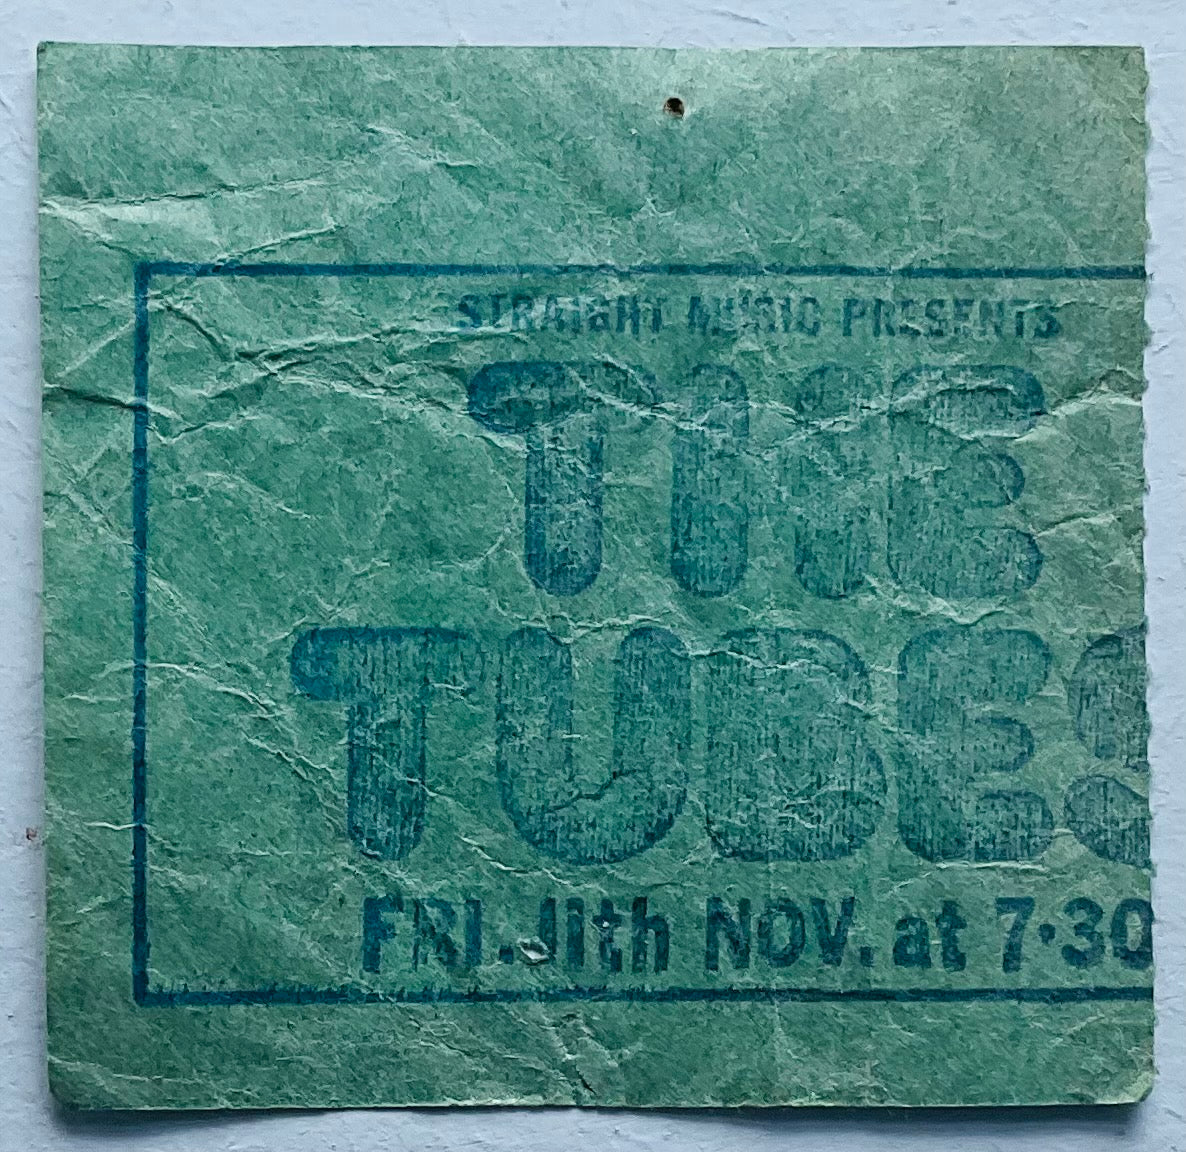 STRAIGHT MUSIC PRESENTS
THE
TUBES
FRI. 11th NOV. at 7·30